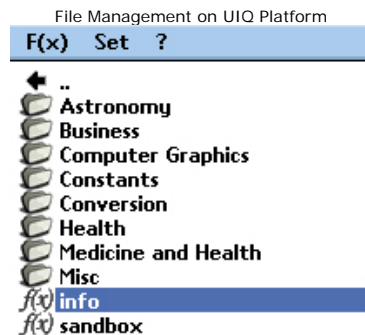 File Management on UIQ Platform
F(x) Set ?
..
Astronomy
Business
Computer Graphics
Constants
Conversion
Health
Medicine and Health
Misc
f(x) info
f(x) sandbox